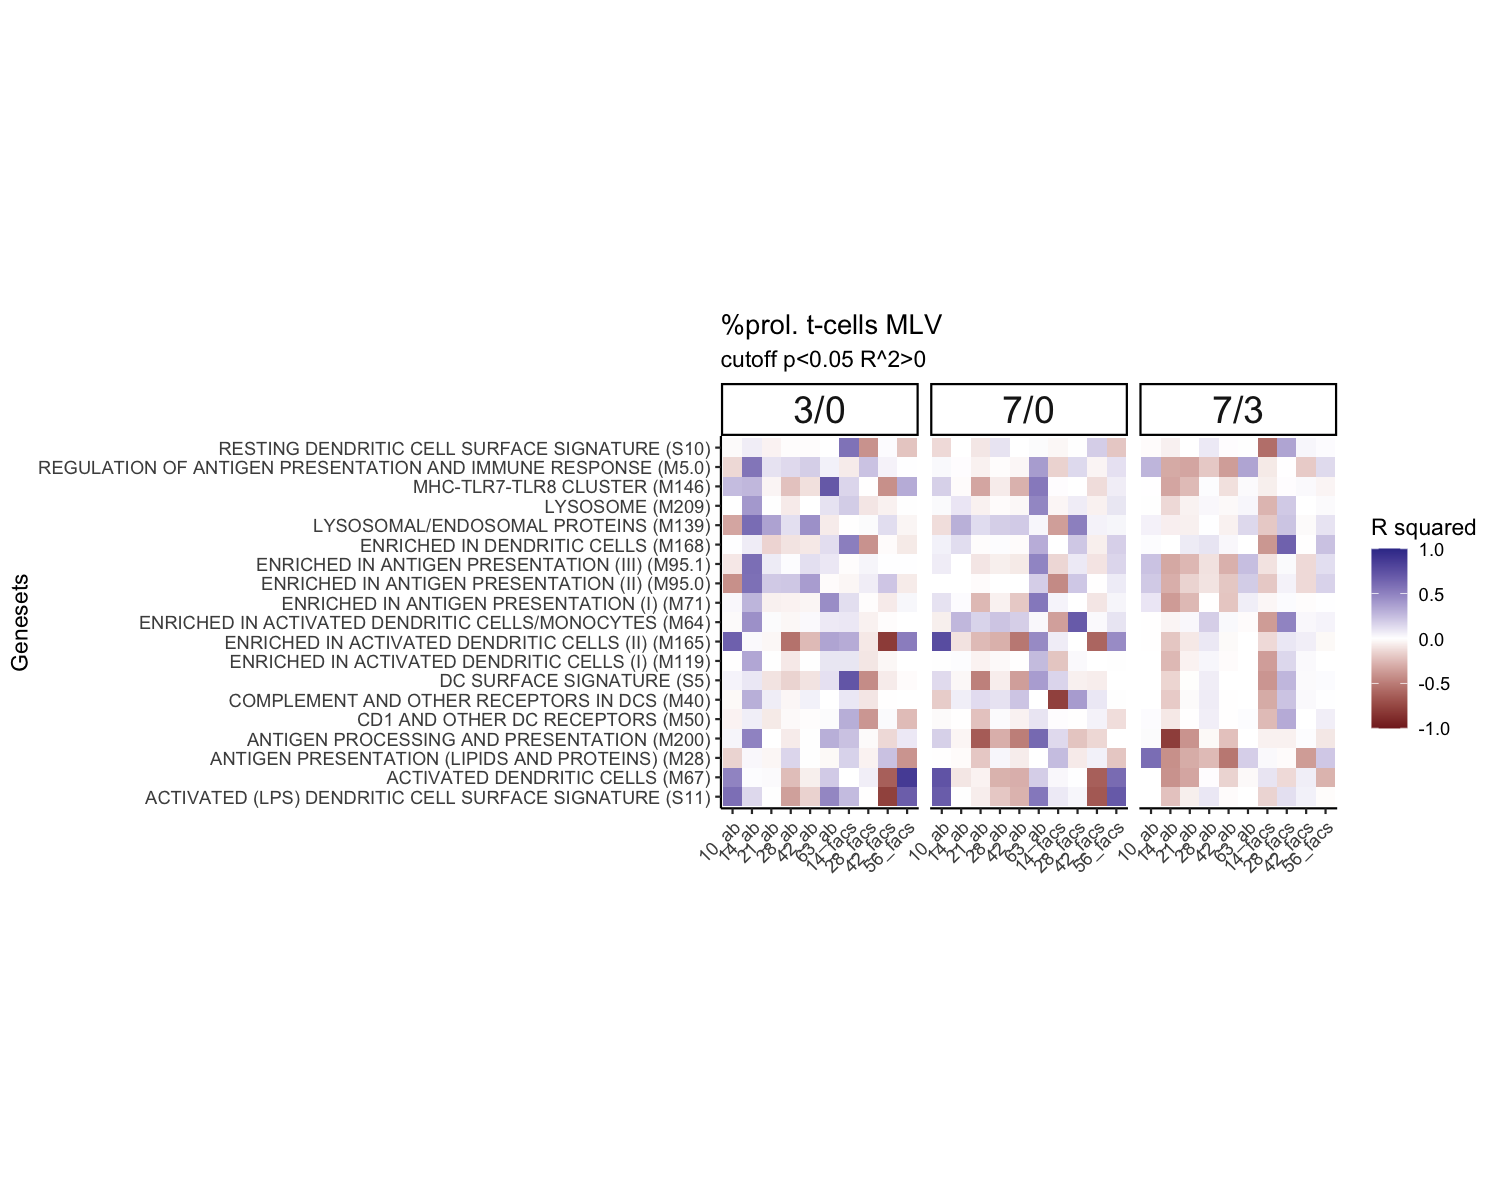 %prol. t-cells MLV
cutoff p<0.05 R^2>0
3/0 7/0 7/3
RESTING DENDRITIC CELL SURFACE SIGNATURE (S10)
REGULATION OF ANTIGEN PRESENTATION AND IMMUNE RESPONSE (M5.0)
MHC-TLR7-TLR8 CLUSTER (M146)
LYSOSOME (M209)
LYSOSOMAL/ENDOSOMAL PROTEINS (M139)
ENRICHED IN DENDRITIC CELLS (M168)
ENRICHED IN ANTIGEN PRESENTATION (III) (M95.1)
ENRICHED IN ANTIGEN PRESENTATION (II) (M95.0)
ENRICHED IN ANTIGEN PRESENTATION (I) (M71)
ENRICHED IN ACTIVATED DENDRITIC CELLS/MONOCYTES (M64)
ENRICHED IN ACTIVATED DENDRITIC CELLS (II) (M165)
ENRICHED IN ACTIVATED DENDRITIC CELLS (I) (M119)
DC SURFACE SIGNATURE (S5)
COMPLEMENT AND OTHER RECEPTORS IN DCS (M40)
CD1 AND OTHER DC RECEPTORS (M50)
ANTIGEN PROCESSING AND PRESENTATION (M200)
ANTIGEN PRESENTATION (LIPIDS AND PROTEINS) (M28)
ACTIVATED DENDRITIC CELLS (M67)
ACTIVATED (LPS) DENDRITIC CELL SURFACE SIGNATURE (S11)
Genesets
10_ab 14_ab 21_ab 28_ab 42_ab 63_ab 14_facs 28_facs 42_facs 56_facs
10_ab 14_ab 21_ab 28_ab 42_ab 63_ab 14_facs 28_facs 42_facs 56_facs
10_ab 14_ab 21_ab 28_ab 42_ab 63_ab 14_facs 28_facs 42_facs 56_facs
R squared
1.0
0.5
0.0
-0.5
-1.0